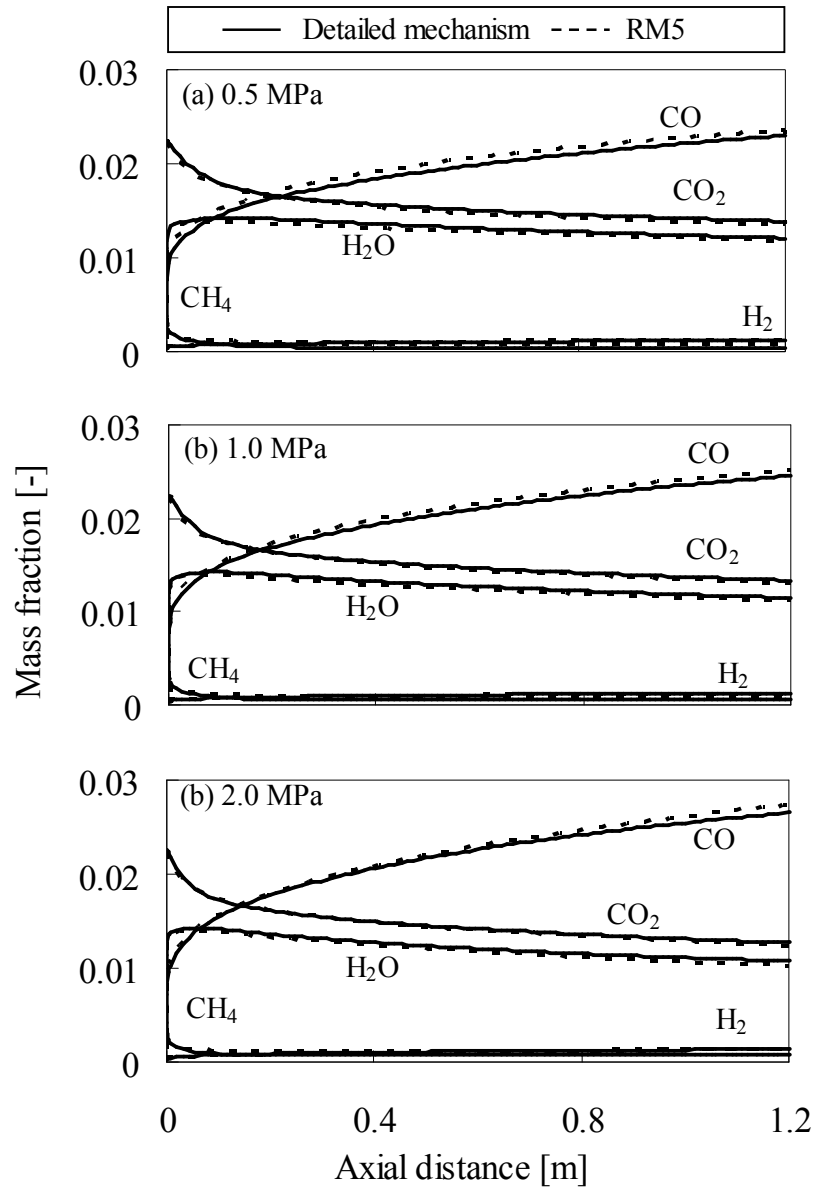 Detailed mechanism RM5
0.03
(a) 0.5 MPa
CO
0.02
CO₂
H₂O
0.01
CH₄
H₂
0
0.03
(b) 1.0 MPa
CO
0.02
CO₂
H₂O
0.01
CH₄
H₂
0
0.03
(b) 2.0 MPa
CO
0.02
CO₂
H₂O
0.01
CH₄
H₂
0
Mass fraction [-]
0 0.4 0.8 1.2
Axial distance [m]